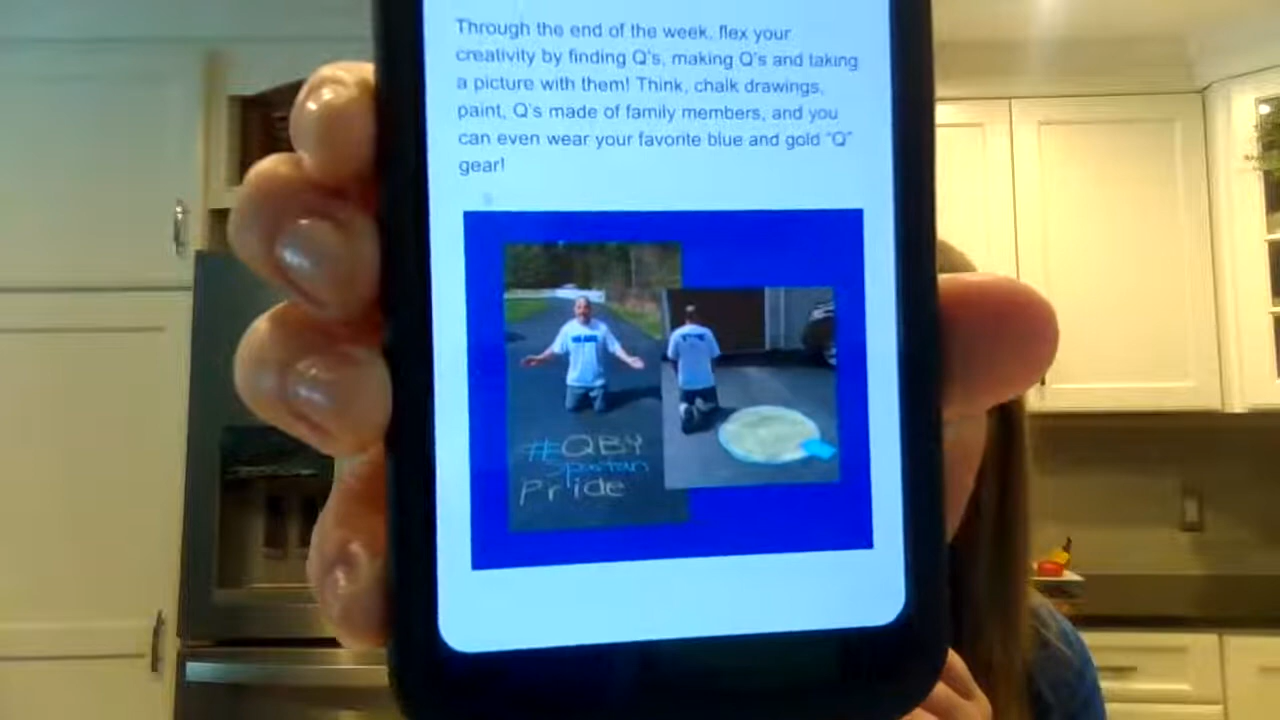 Through the end of the week, flex your
creativity by finding Q's, making Q's and taking
a picture with them! Think, chalk drawings,
paint, Q's made of family members, and you
can even wear your favorite blue and gold "Q"
gear!
#QBY
Spartan
Pride